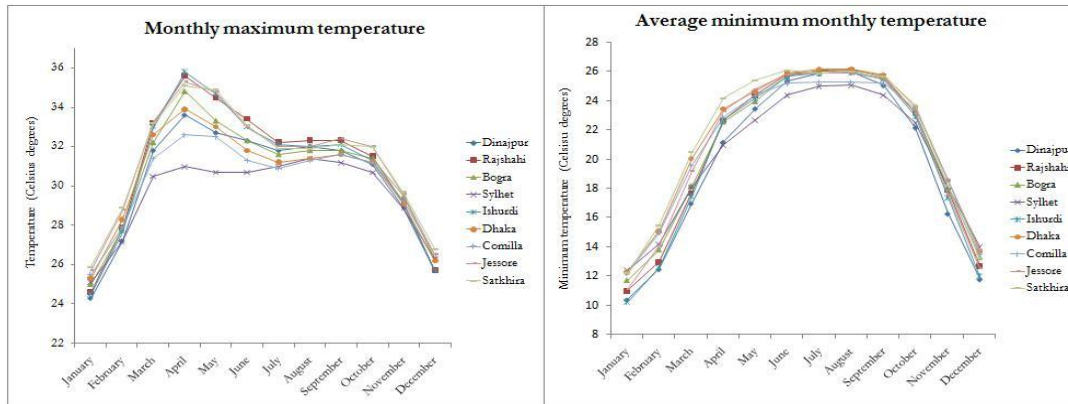 Monthly maximum temperature
Temperature (Celsius degrees)
36
34
32
30
28
26
24
22
January
February
March
April
May
June
July
August
September
October
November
December
Dinajpur
Rajshahi
Bogra
Sylhet
Ishurdi
Dhaka
Comilla
Jessore
Satkhira
Average minimum monthly temperature
Minimum temperature (Celsius degrees)
28
26
24
22
20
18
16
14
12
10
8
January
February
March
April
May
June
July
August
September
October
November
December
Dinajpur
Rajshahi
Bogra
Sylhet
Ishurdi
Dhaka
Comilla
Jessore
Satkhira